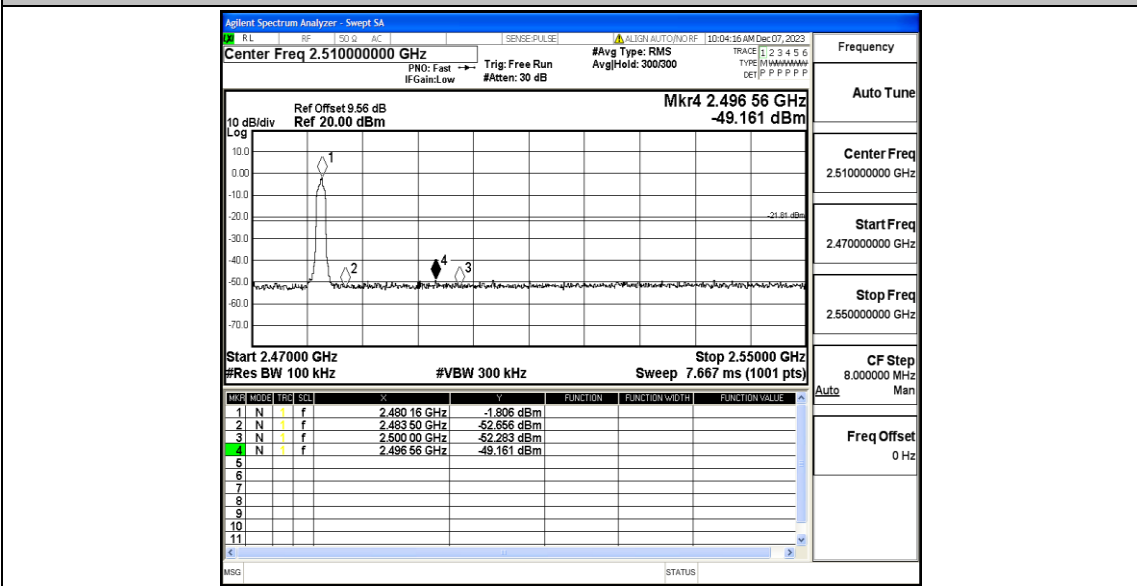 Agilent Spectrum Analyzer - Swept SA
RL RF 50 Ω AC SENSE:PULSE ALIGN AUTO/NO RF 10:04:16 AM Dec 07, 2023
Center Freq 2.510000000 GHz
PNO: Fast
IFGain:Low
Trig: Free Run
#Atten: 30 dB
#Avg Type: RMS
Avg|Hold: 300/300
TRACE 1 2 3 4 5 6
TYPE M WWWWW
DET P P P P P P
Ref Offset 9.56 dB
10 dB/div Ref 20.00 dBm
Log
Mkr4 2.496 56 GHz
-49.161 dBm
10.0
0.00
-10.0
-20.0
-30.0
-40.0
-50.0
-60.0
-70.0
1
2
4
3
-21.81 dBm
Start 2.47000 GHz Stop 2.55000 GHz
#Res BW 100 kHz #VBW 300 kHz Sweep 7.667 ms (1001 pts)
MKR MODE TRC SCL X Y FUNCTION FUNCTION WIDTH FUNCTION VALUE
1 N 1 f 2.480 16 GHz -1.806 dBm
2 N 1 f 2.483 50 GHz -52.656 dBm
3 N 1 f 2.500 00 GHz -52.283 dBm
4 N 1 f 2.496 56 GHz -49.161 dBm
5
6
7
8
9
10
11
MSG STATUS
Frequency
Auto Tune
Center Freq
2.510000000 GHz
Start Freq
2.470000000 GHz
Stop Freq
2.550000000 GHz
CF Step
8.000000 MHz
Auto Man
Freq Offset
0 Hz